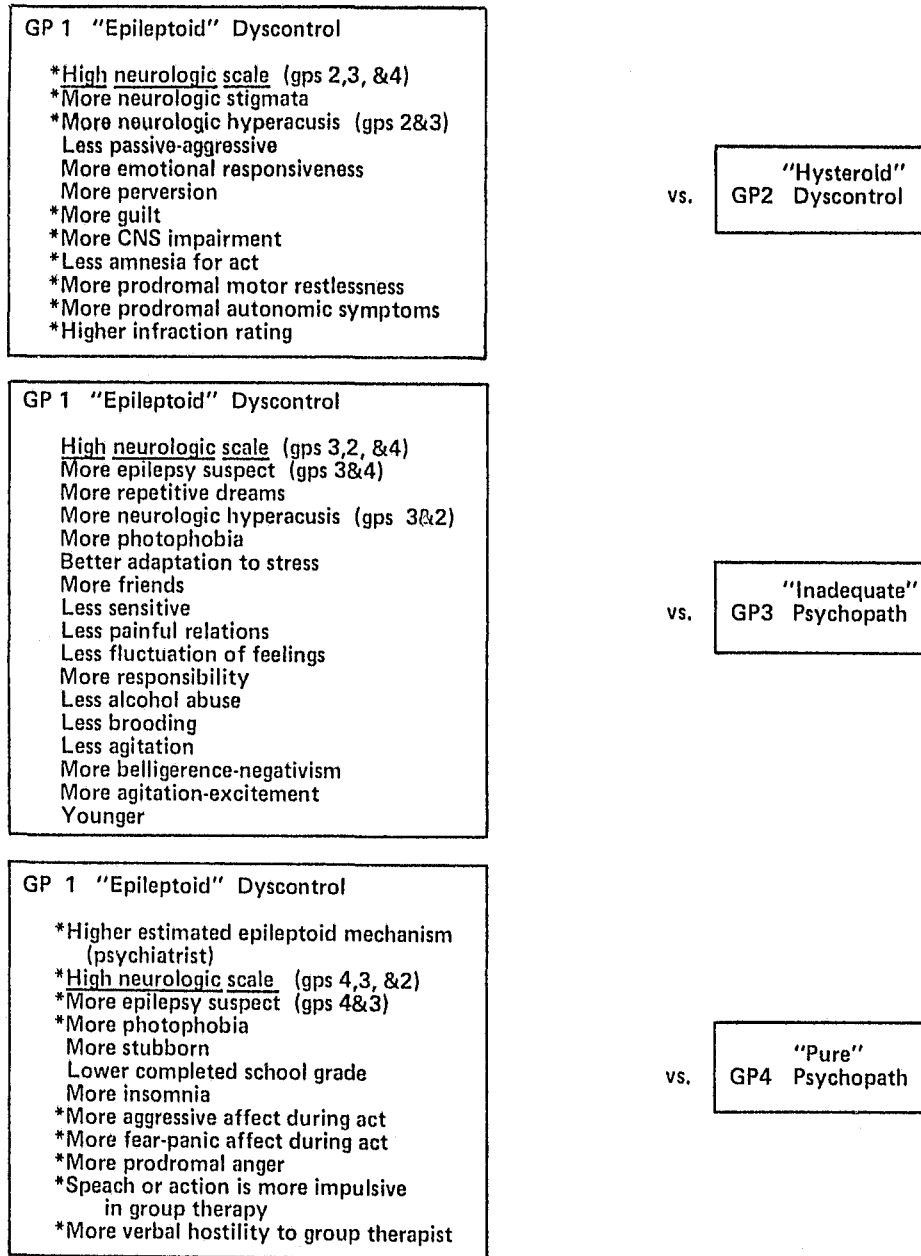 GP 1 "Epileptoid" Dyscontrol
*High neurologic scale (gps 2,3, &4)
*More neurologic stigmata
*More neurologic hyperacusis (gps 2&3)
Less passive-aggressive
More emotional responsiveness
More perversion
*More guilt
*More CNS impairment
*Less amnesia for act
*More prodromal motor restlessness
*More prodromal autonomic symptoms
*Higher infraction rating
vs.
"Hysteroid"
GP2 Dyscontrol
GP 1 "Epileptoid" Dyscontrol
High neurologic scale (gps 3,2, &4)
More epilepsy suspect (gps 3&4)
More repetitive dreams
More neurologic hyperacusis (gps 3&2)
More photophobia
Better adaptation to stress
More friends
Less sensitive
Less painful relations
Less fluctuation of feelings
More responsibility
Less alcohol abuse
Less brooding
Less agitation
More belligerence-negativism
More agitation-excitement
Younger
vs.
"Inadequate"
GP3 Psychopath
GP 1 "Epileptoid" Dyscontrol
*Higher estimated epileptoid mechanism
(psychiatrist)
*High neurologic scale (gps 4,3, &2)
*More epilepsy suspect (gps 4&3)
*More photophobia
More stubborn
Lower completed school grade
More insomnia
*More aggressive affect during act
*More fear-panic affect during act
*More prodromal anger
*Speach or action is more impulsive
in group therapy
*More verbal hostility to group therapist
vs.
"Pure"
GP4 Psychopath